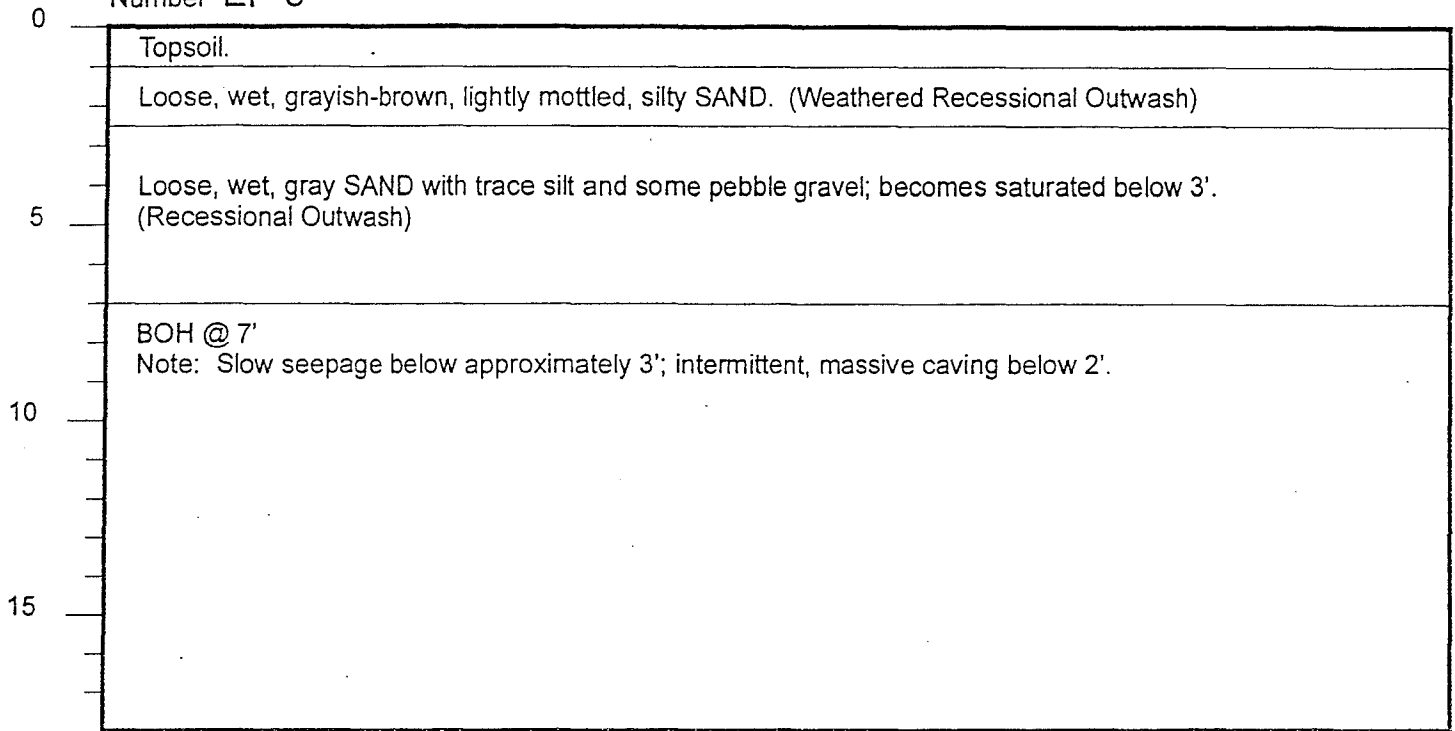 Number
0
Topsoil.
Loose, wet, grayish-brown, lightly mottled, silty SAND. (Weathered Recessional Outwash)
Loose, wet, gray SAND with trace silt and some pebble gravel; becomes saturated below 3'.
5
(Recessional Outwash)
BOH @ 7'
Note: Slow seepage below approximately 3'; intermittent, massive caving below 2'.
10
15